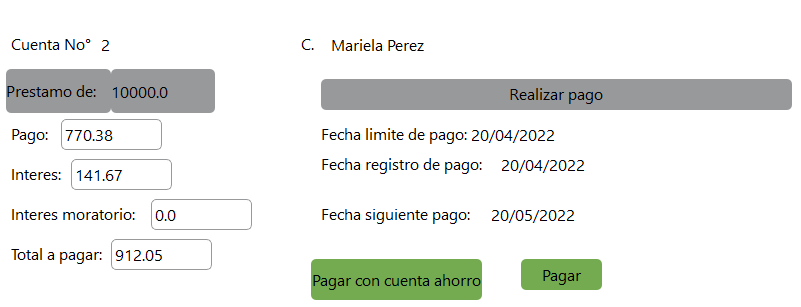 Cuenta No° 2
C. Mariela Perez
Prestamo de: 10000.0
Realizar pago
Pago: 770.38
Fecha limite de pago: 20/04/2022
Fecha registro de pago: 20/04/2022
Interes: 141.67
Interes moratorio: 0.0
Fecha siguiente pago: 20/05/2022
Total a pagar: 912.05
Pagar con cuenta ahorro
Pagar